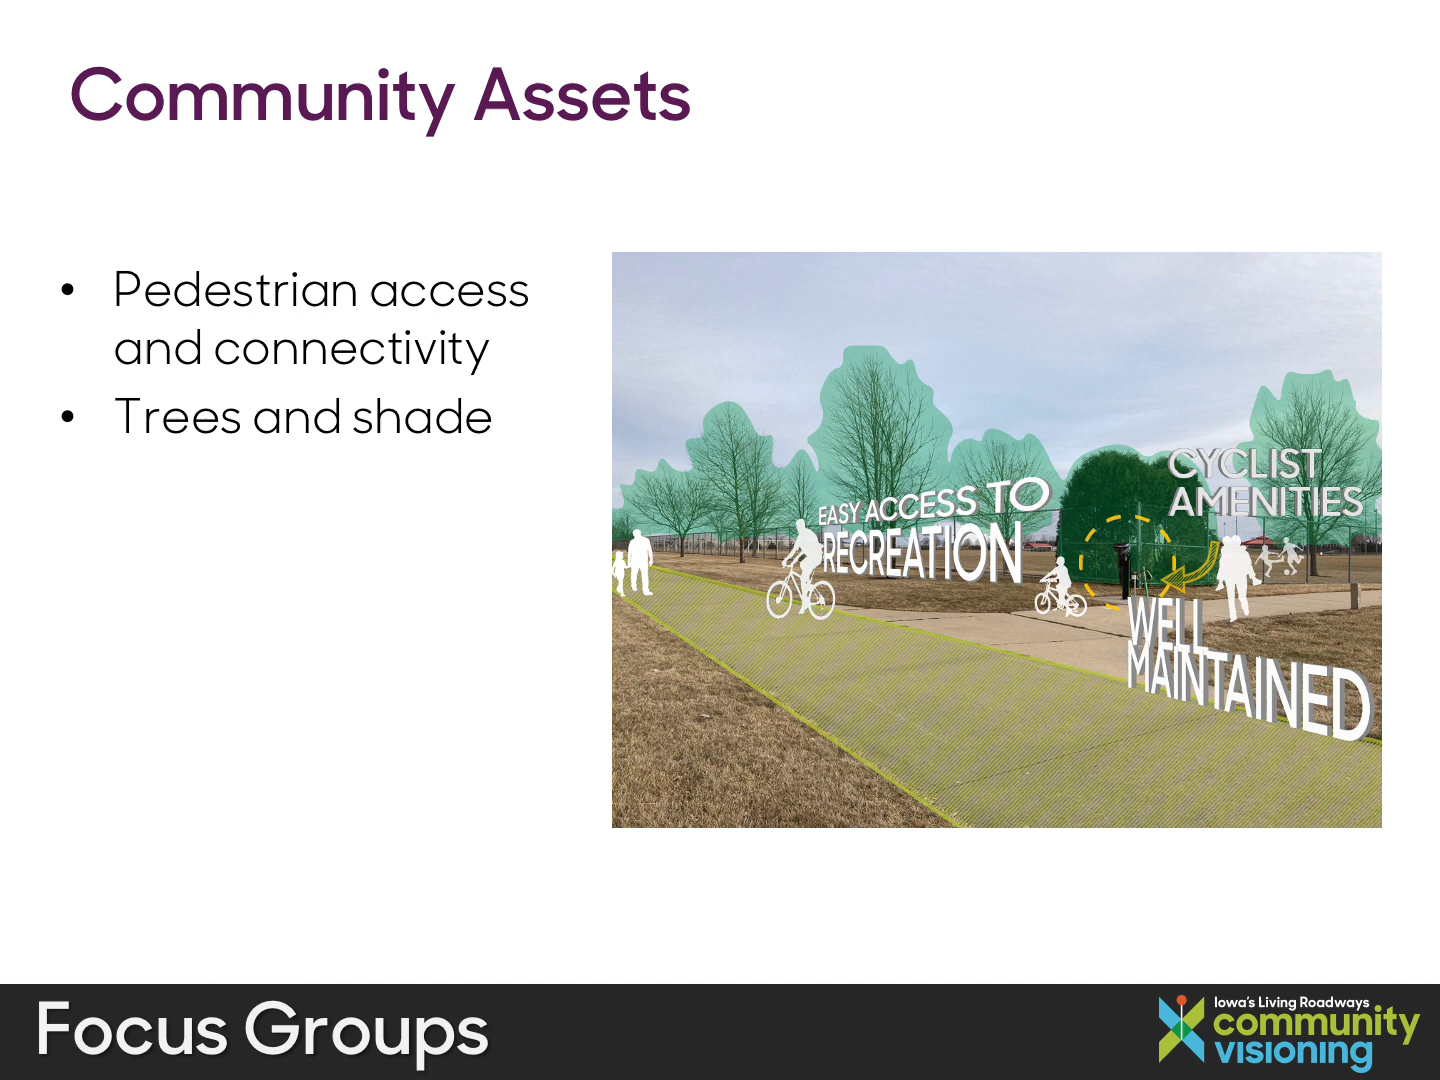 Community Assets
• Pedestrian access
and connectivity
• Trees and shade
EASY ACCESS TO
RECREATION
CYCLIST
AMENITIES
WELL
MAINTAINED
Focus Groups
Iowa's Living Roadways
community
visioning